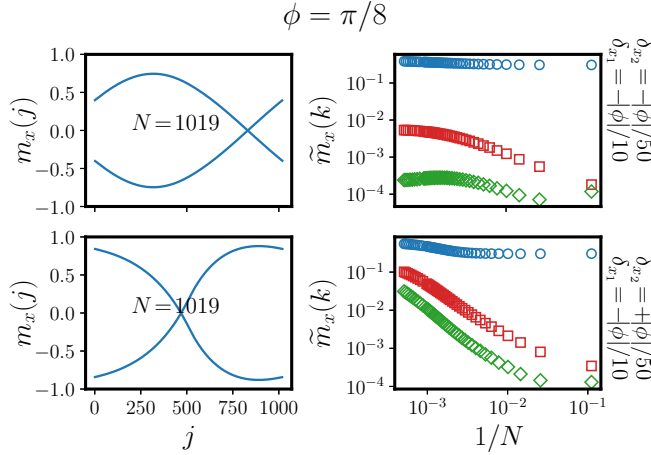 ϕ = π/8
1.0
0.5
0.0
−0.5
−1.0
m_x(j)
N = 1019
10^{−1}
10^{−2}
10^{−3}
10^{−4}
m̃_x(k)
δ_{x_2} = −|ϕ|/50
δ_{x_1} = −|ϕ|/10
1.0
0.5
0.0
−0.5
−1.0
m_x(j)
N = 1019
0
250
500
750
1000
j
10^{−1}
10^{−2}
10^{−3}
10^{−4}
m̃_x(k)
10^{−3}
10^{−2}
10^{−1}
1/N
δ_{x_2} = +|ϕ|/50
δ_{x_1} = −|ϕ|/10